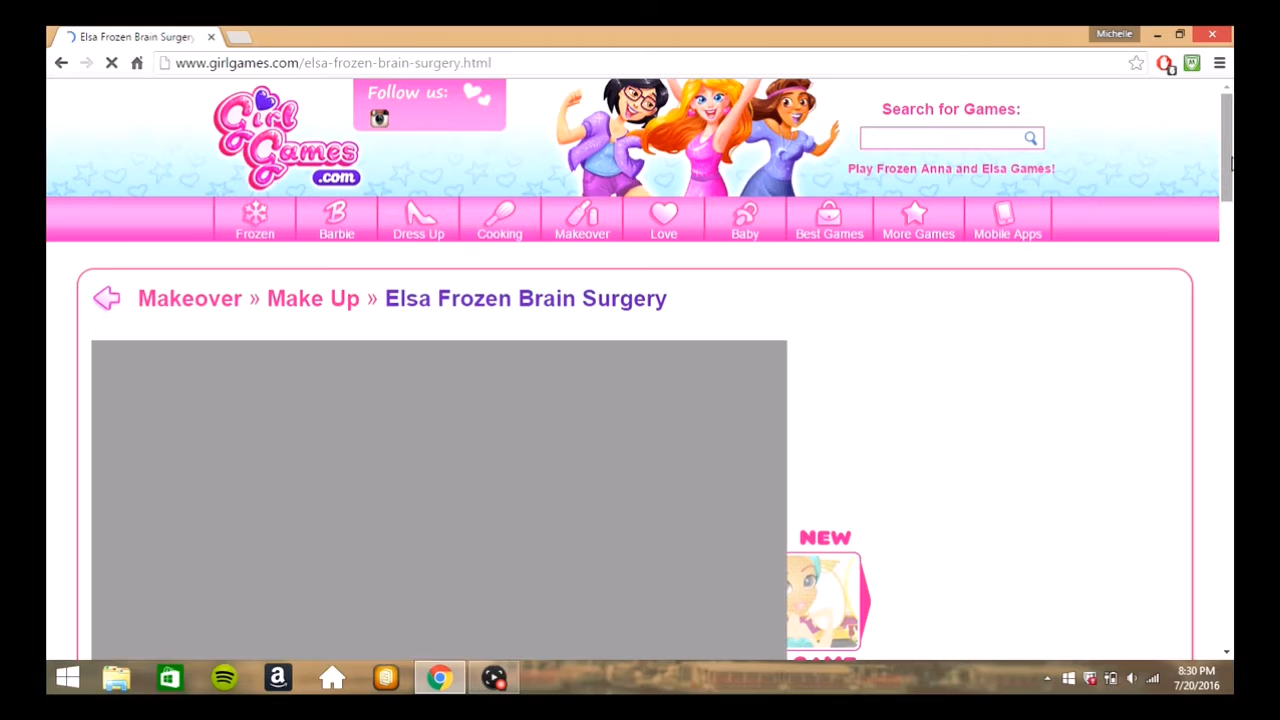 Elsa Frozen Brain Surgery
Michelle
www.girlgames.com/elsa-frozen-brain-surgery.html
Girl Games .com
Follow us:
Search for Games:
Play Frozen Anna and Elsa Games!
Frozen
Barbie
Dress Up
Cooking
Makeover
Love
Baby
Best Games
More Games
Mobile Apps
Makeover » Make Up » Elsa Frozen Brain Surgery
NEW
GAME
8:30 PM
7/20/2016